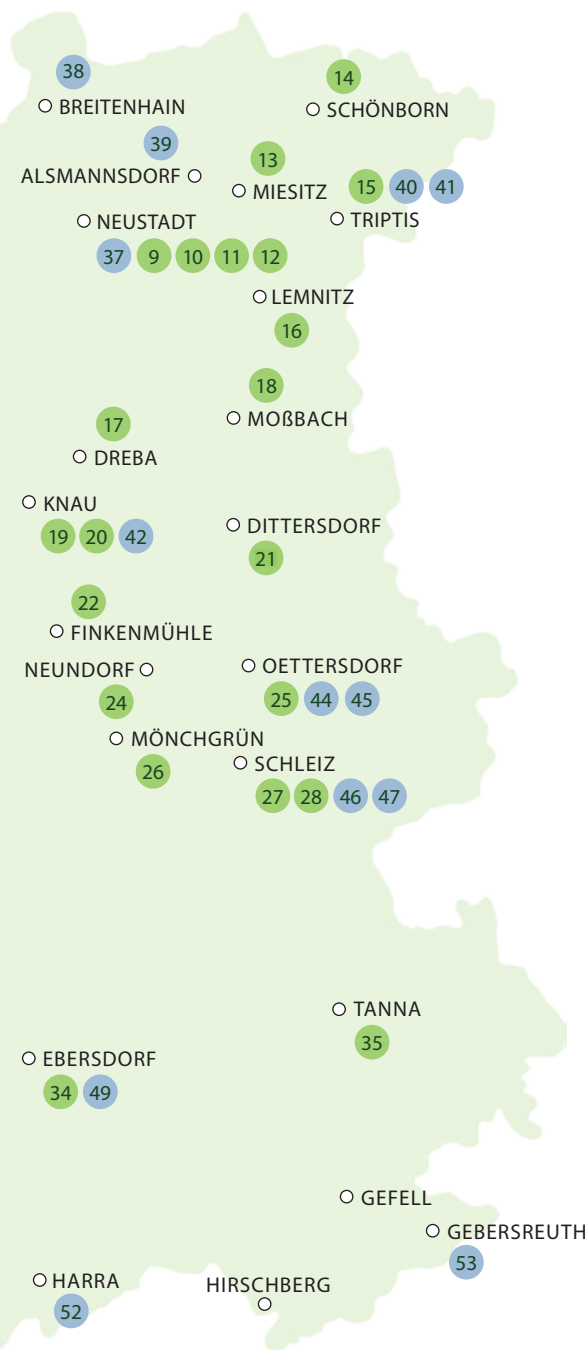 38
14
BREITENHAIN
SCHÖNBORN
39
13
ALSMANNSDORF
MIESITZ
15 40 41
NEUSTADT
TRIPTIS
37 9 10 11 12
LEMNITZ
16
18
17
MOßBACH
DREBA
KNAU
19 20 42
DITTERSDORF
21
22
FINKENMÜHLE
NEUNDORF
OETTERSDORF
24
25 44 45
MÖNCHGRÜN
26
SCHLEIZ
27 28 46 47
TANNA
35
EBERSDORF
34 49
GEFELL
GEBERSREUTH
53
HARRA
52
HIRSCHBERG